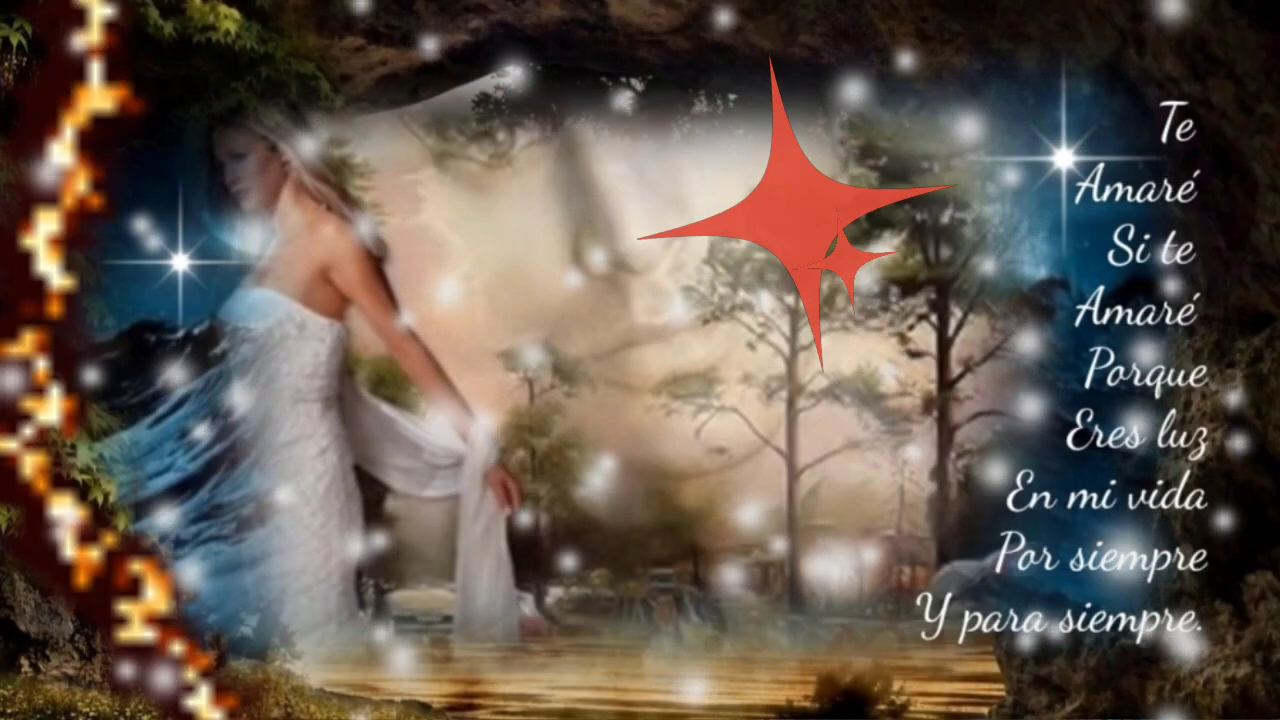 Te
Amaré
Si te
Amaré
Porque
Eres luz
En mi vida
Por siempre
Y para siempre.